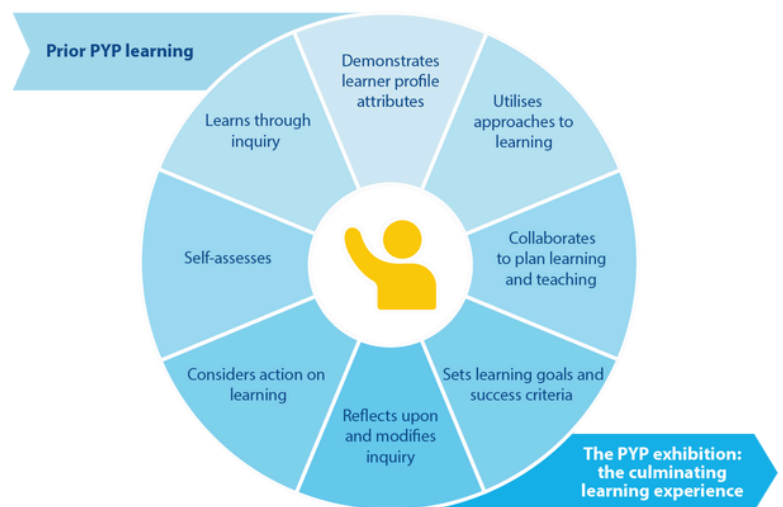 Prior PYP learning
Demonstrates
learner profile
attributes
Utilises
approaches to
learning
Collaborates
to plan learning
and teaching
Sets learning goals and
success criteria
Reflects upon
and modifies
inquiry
Considers action on
learning
Self-assesses
Learns through
inquiry
The PYP exhibition:
the culminating
learning experience